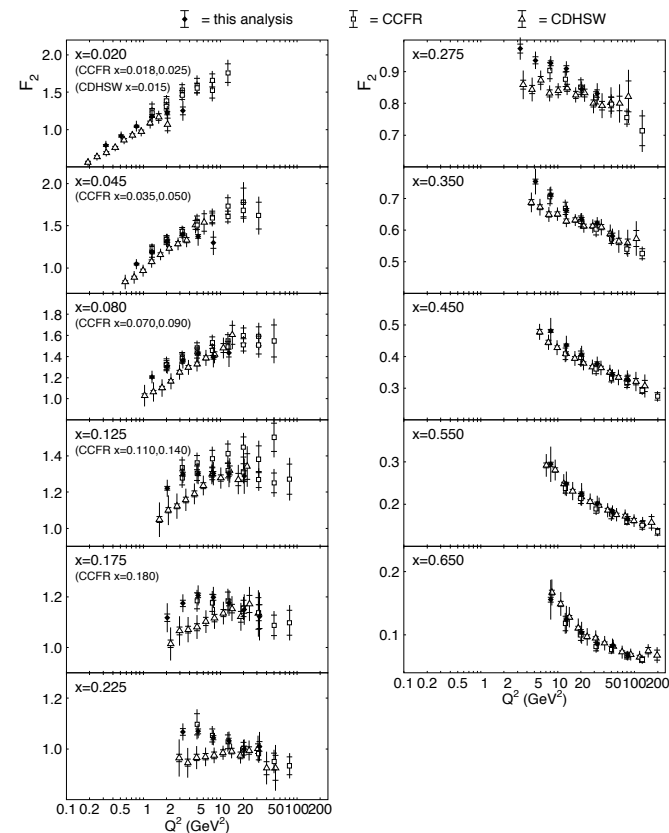 = this analysis = CCFR = CDHSW
F₂
x=0.020
(CCFR x=0.018,0.025)
(CDHSW x=0.015)
2.0
1.5
1.0
x=0.045
(CCFR x=0.035,0.050)
2.0
1.5
1.0
x=0.080
(CCFR x=0.070,0.090)
1.6
1.4
1.2
1.0
x=0.125
(CCFR x=0.110,0.140)
1.4
1.2
1.0
x=0.175
(CCFR x=0.180)
1.2
1.0
x=0.225
1.2
1.0
0.1 0.2 0.5 1 2 5 10 20 50 100 200
Q² (GeV²)
F₂
x=0.275
0.9
0.8
0.7
x=0.350
0.7
0.6
0.5
x=0.450
0.5
0.4
0.3
x=0.550
0.3
0.2
x=0.650
0.2
0.1
0.1 0.2 0.5 1 2 5 10 20 50 100 200
Q² (GeV²)